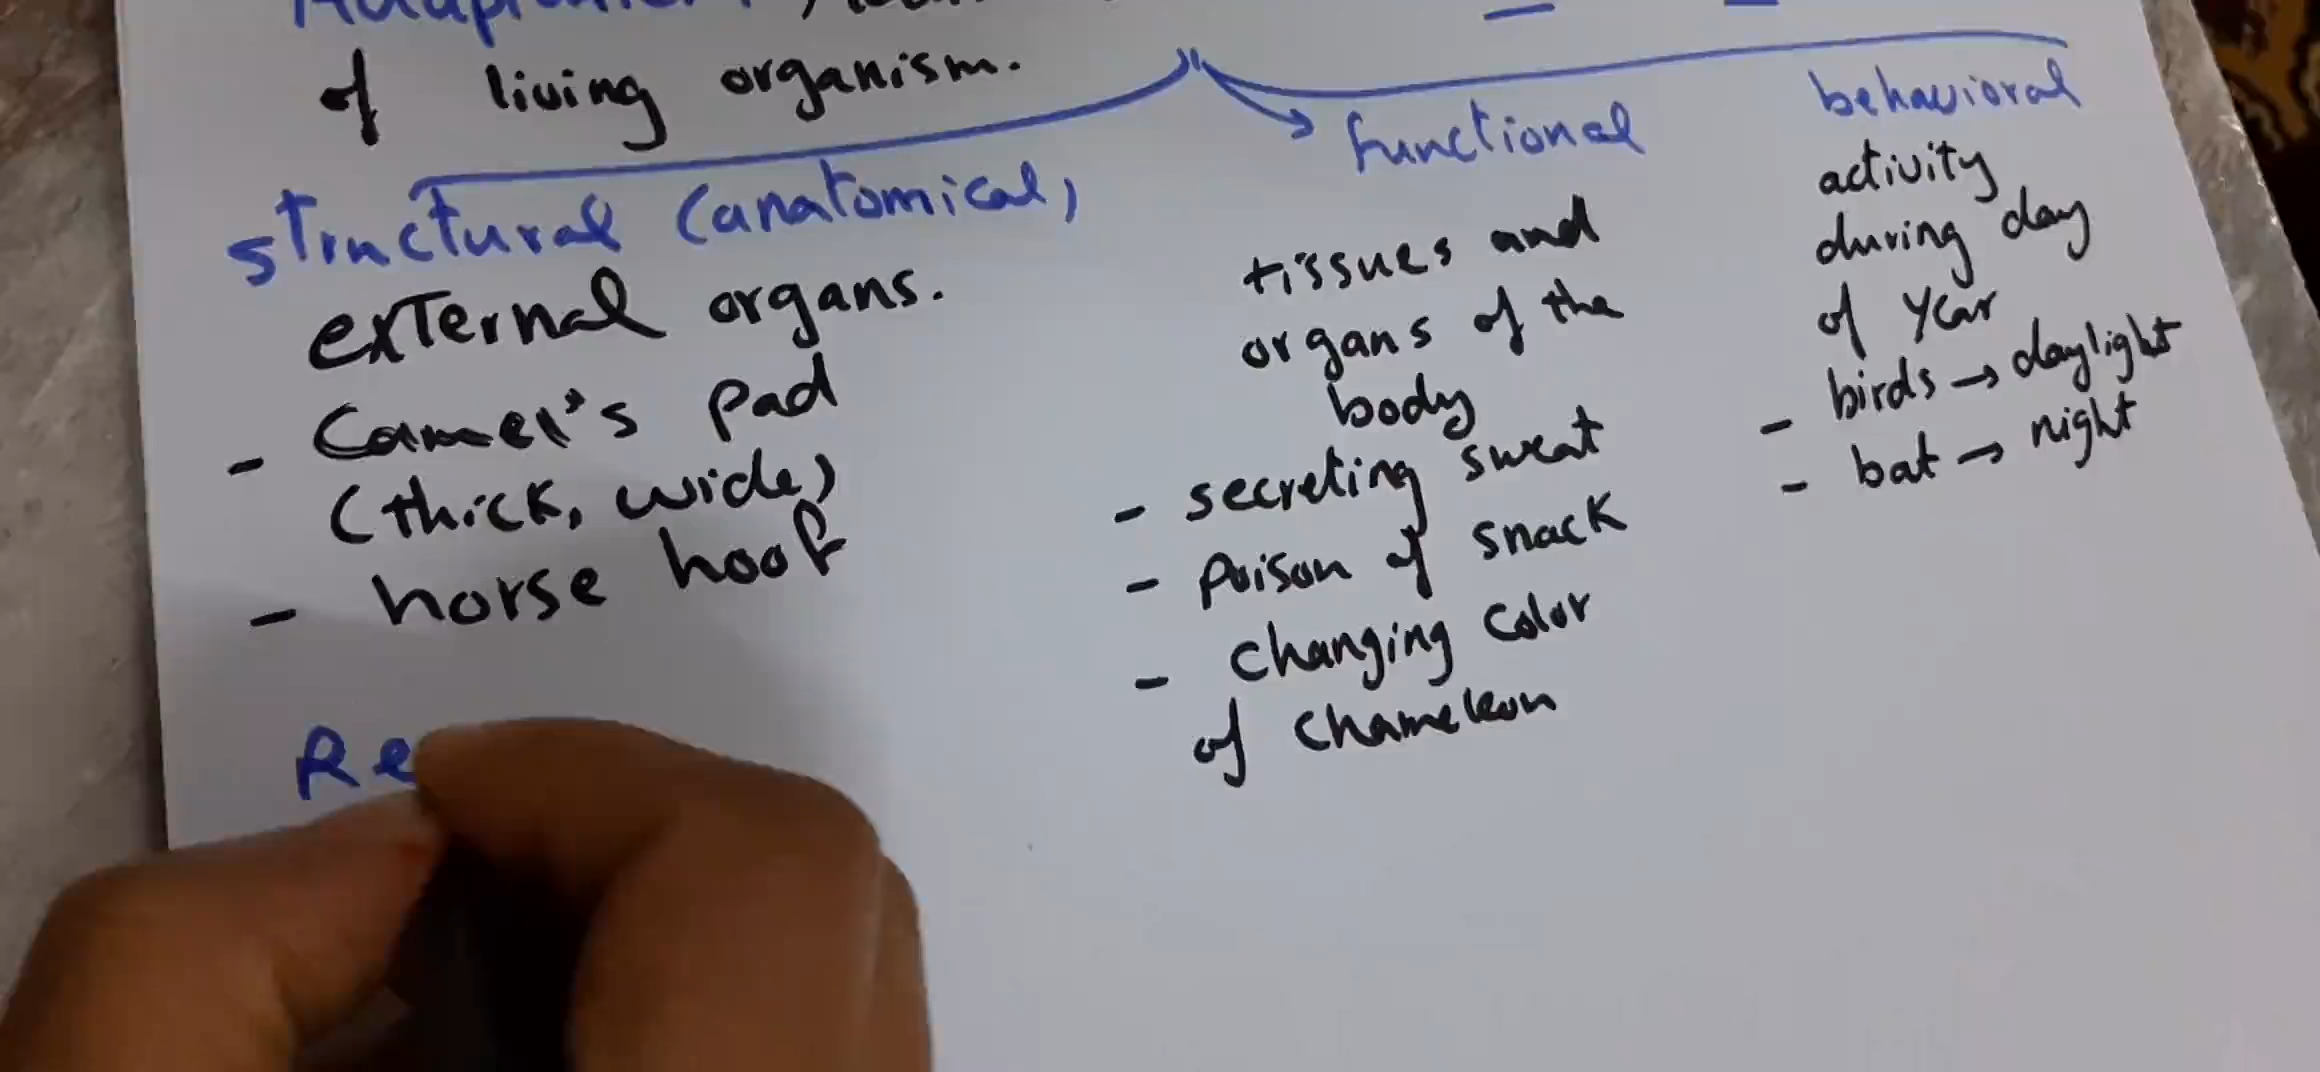 of living organism.
structural (anatomical)
external organs.
- Camel's pad
(thick, wide)
- horse hoof
Re
functional
tissues and
organs of the
body
- secreting sweat
- poison of snack
- changing color
of chameleon
behavioral
activity
during day
of year
- birds → daylight
- bat → night